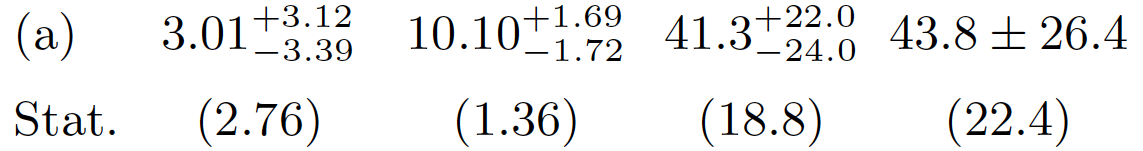 (a) 3.01^{+3.12}_{−3.39} 10.10^{+1.69}_{−1.72} 41.3^{+22.0}_{−24.0} 43.8 ± 26.4
Stat. (2.76) (1.36) (18.8) (22.4)